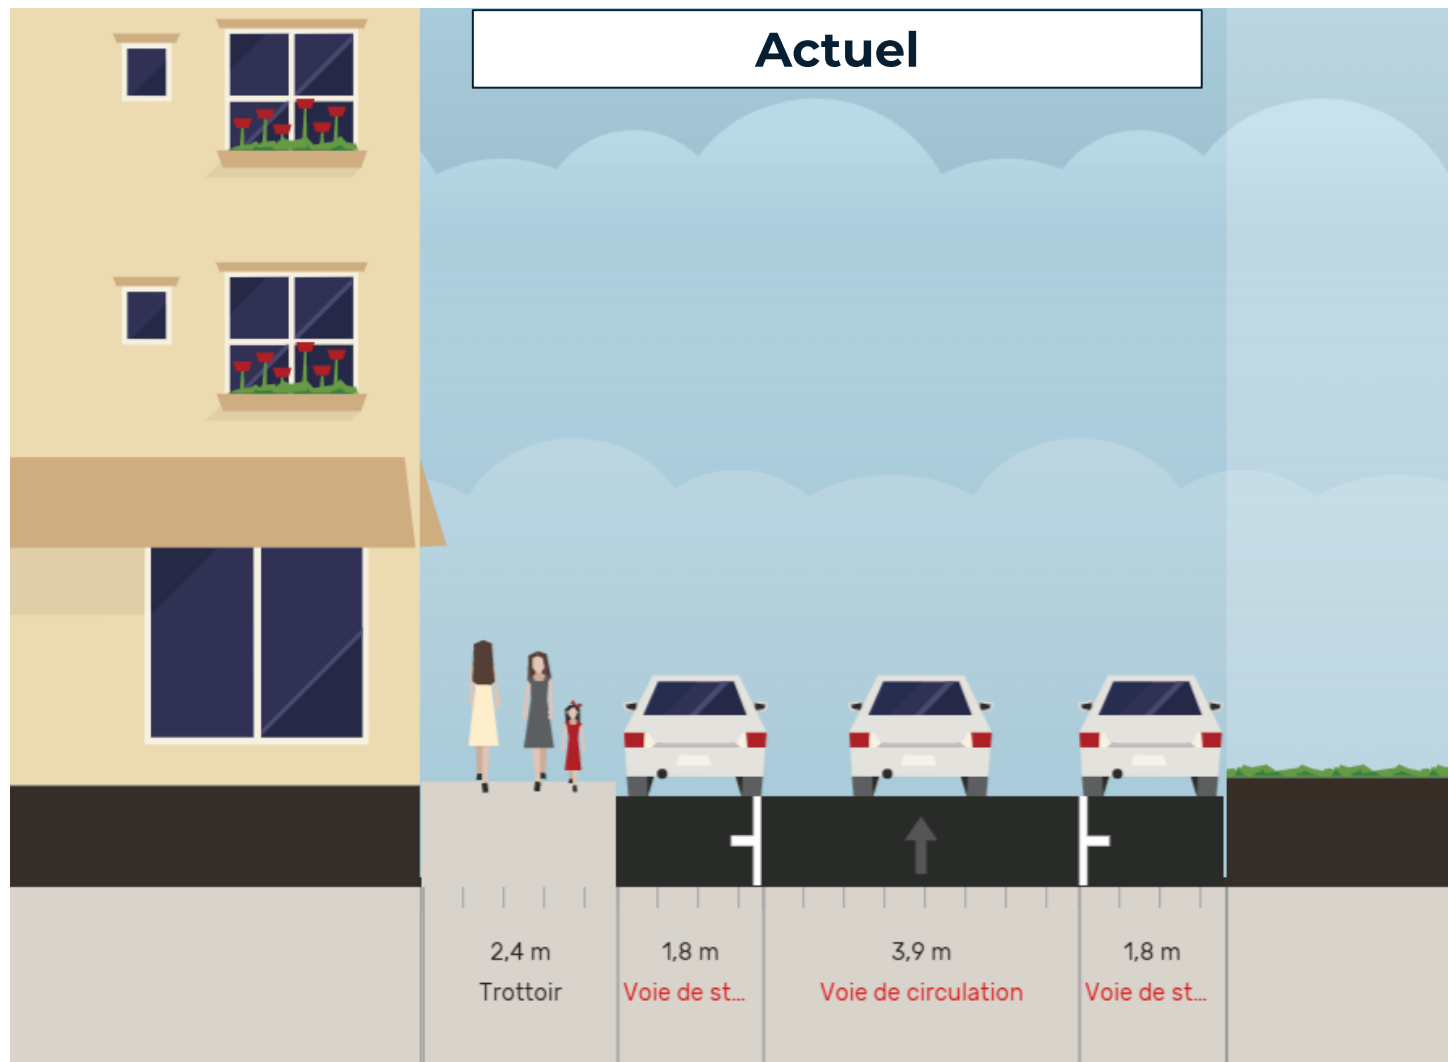 Actuel
2,4 m
Trottoir
1,8 m
Voie de st...
3,9 m
Voie de circulation
1,8 m
Voie de st...